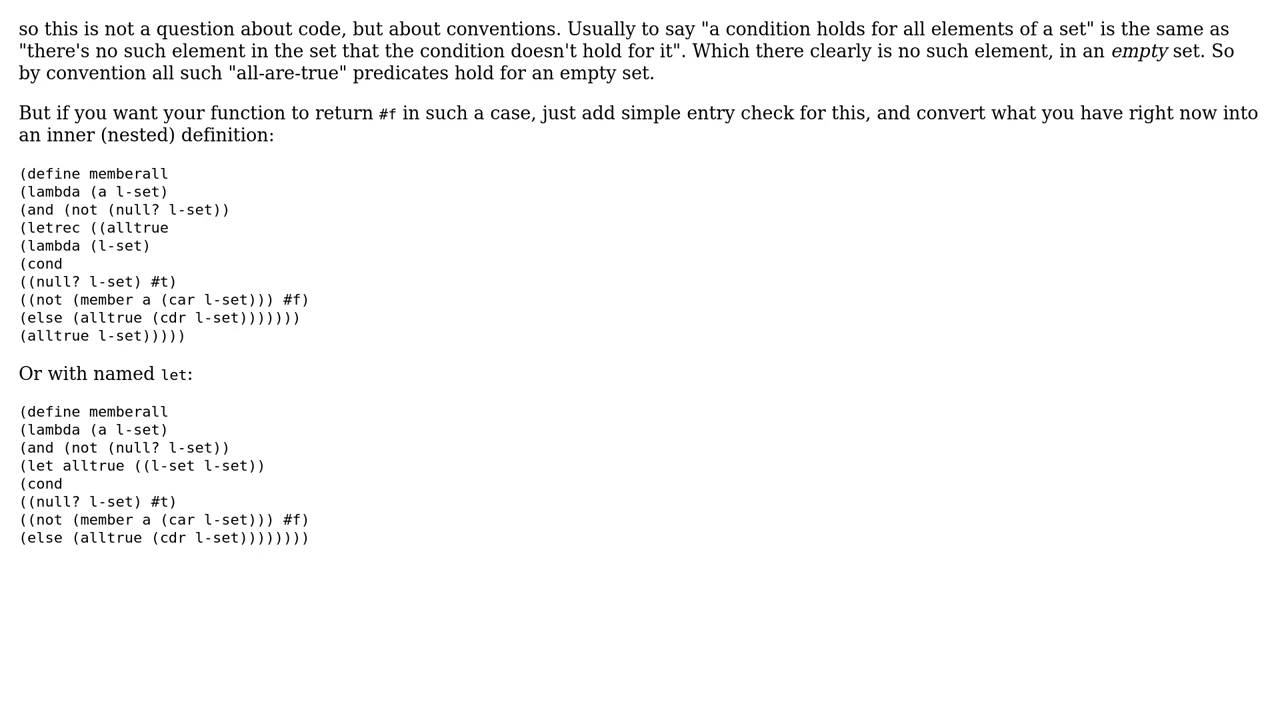 so this is not a question about code, but about conventions. Usually to say "a condition holds for all elements of a set" is the same as
"there's no such element in the set that the condition doesn't hold for it". Which there clearly is no such element, in an empty set. So
by convention all such "all-are-true" predicates hold for an empty set.
But if you want your function to return #f in such a case, just add simple entry check for this, and convert what you have right now into
an inner (nested) definition:
(define memberall
(lambda (a l-set)
(and (not (null? l-set))
(letrec ((alltrue
(lambda (l-set)
(cond
((null? l-set) #t)
((not (member a (car l-set))) #f)
(else (alltrue (cdr l-set)))))))
(alltrue l-set)))))
Or with named let:
(define memberall
(lambda (a l-set)
(and (not (null? l-set))
(let alltrue ((l-set l-set))
(cond
((null? l-set) #t)
((not (member a (car l-set))) #f)
(else (alltrue (cdr l-set))))))))